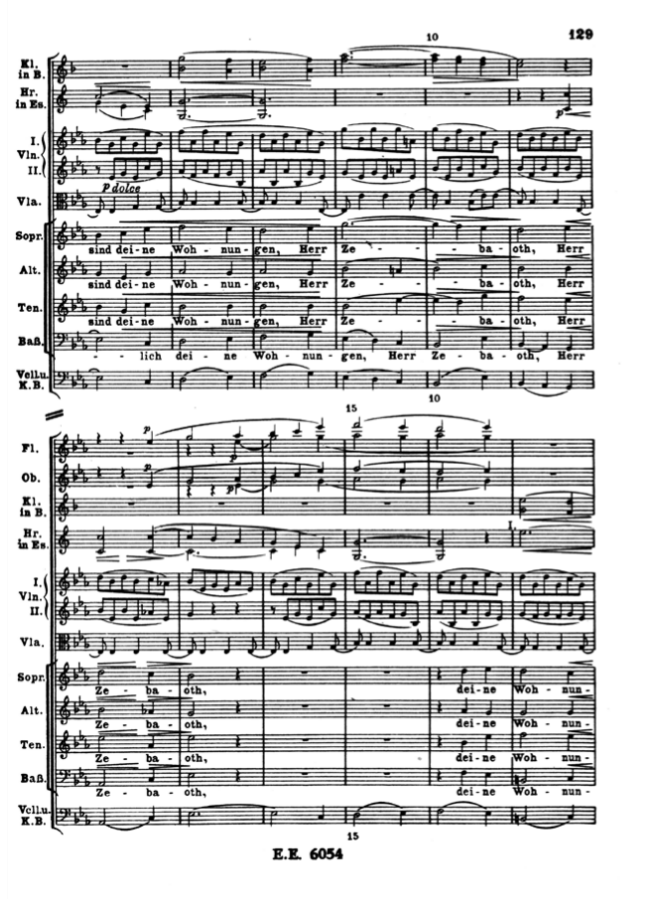 10 129
Kl. in B.
Hr. in Es.
p
I.
Vln.
II.
p dolce
Vla.
Sopr.
sind dei - ne Woh - nun - gen, Herr Ze - - - ba - oth, Herr
Alt.
sind dei - ne Woh - nun - gen, Herr Ze - - - ba - oth, Herr
Ten.
sind dei - ne Woh - nun - gen, Herr Ze - - - ba - oth, Herr
Baß.
- - lich dei - ne Woh - nun - gen, Herr Ze - ba - oth, Herr
Vcll.u. K.B.
10
15
Fl.
p
p
Ob.
p
p
Kl. in B.
Hr. in Es.
I.
I.
Vln.
II.
Vla.
Sopr.
Ze - ba - oth, dei - ne Woh - nun -
Alt.
Ze - ba - oth, dei - ne Woh - nun -
Ten.
Ze - ba - oth, dei - ne Woh - nun -
Baß.
Ze - ba - oth, dei - ne Woh - nun -
Vcll.u. K.B.
15
E.E. 6054